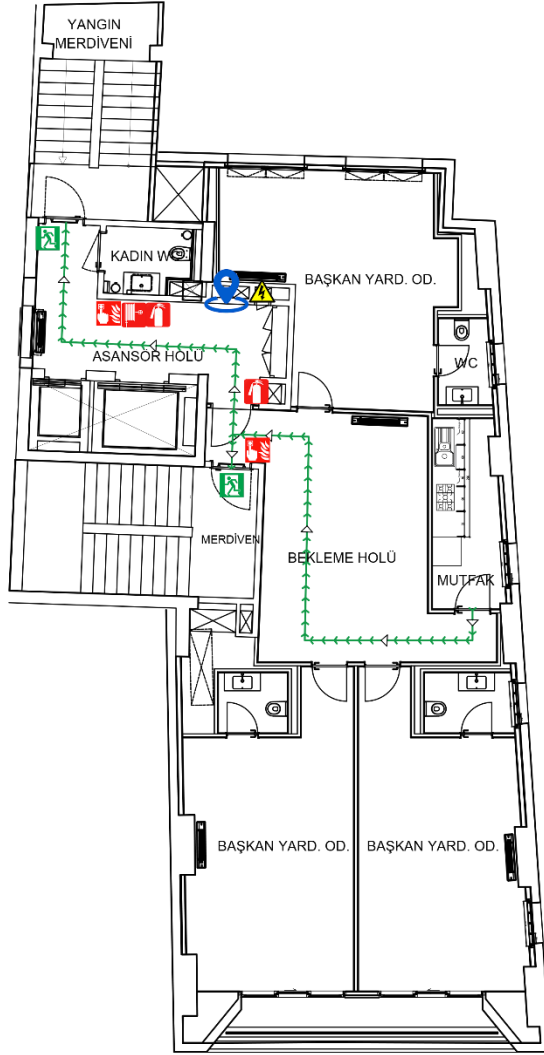 YANGIN
MERDİVENİ
KADIN W
BAŞKAN YARD. OD.
ASANSÖR HOLÜ
WC
MERDİVEN
BEKLEME HOLÜ
MUTFAK
BAŞKAN YARD. OD.
BAŞKAN YARD. OD.